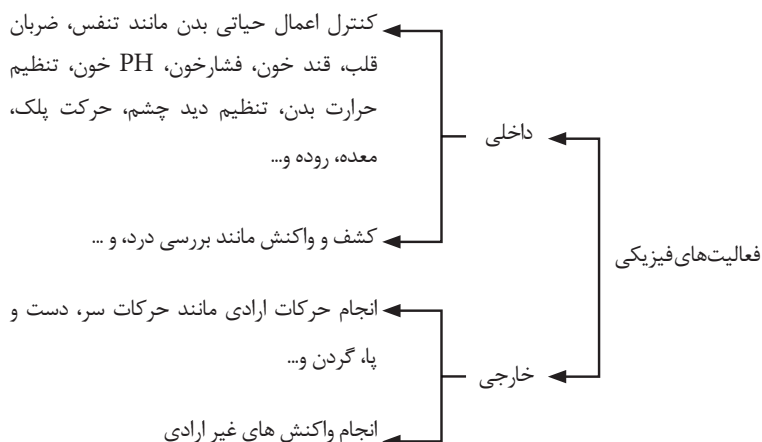 فعالیت‌های فیزیکی
داخلی
کنترل اعمال حیاتی بدن مانند تنفس، ضربان
قلب، قند خون، فشارخون، PH خون، تنظیم
حرارت بدن، تنظیم دید چشم، حرکت پلک،
معده، روده و...
کشف و واکنش مانند بررسی درد، و ...
خارجی
انجام حرکات ارادی مانند حرکات سر، دست و
پا، گردن و...
انجام واکنش های غیر ارادی